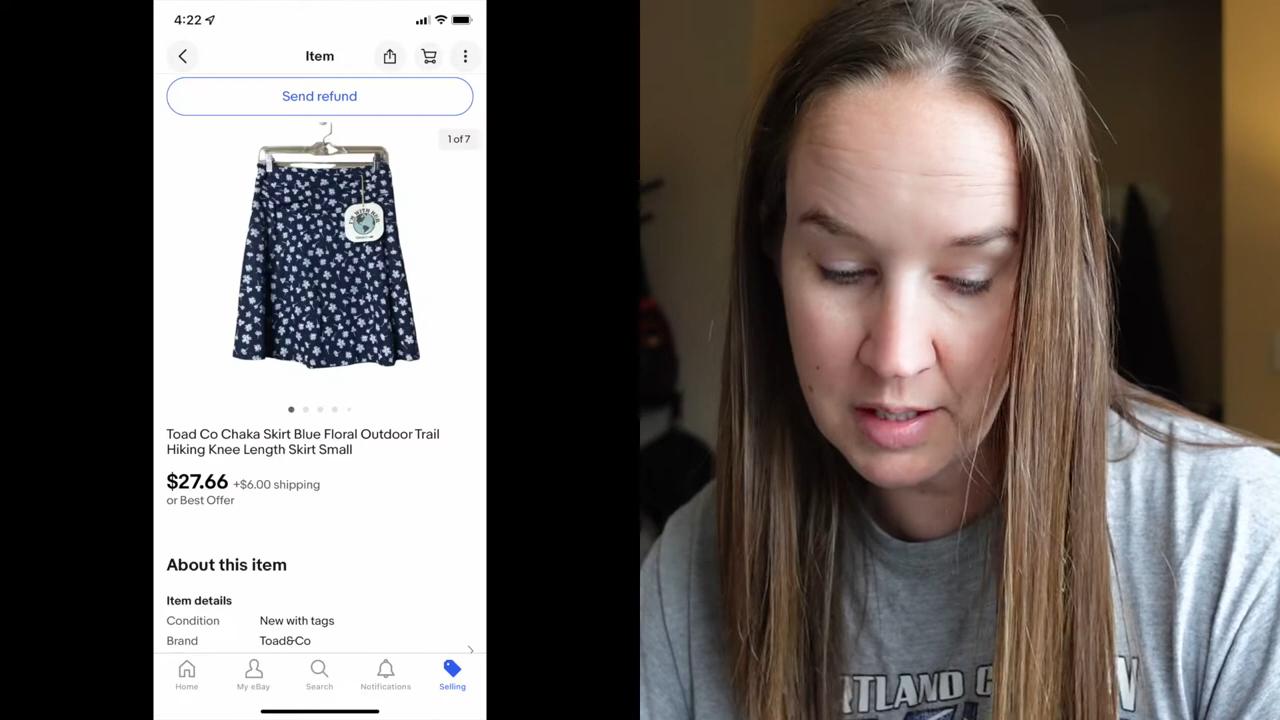 4:22
Item
Send refund
1 of 7
Toad Co Chaka Skirt Blue Floral Outdoor Trail
Hiking Knee Length Skirt Small
$27.66 +$6.00 shipping
or Best Offer
About this item
Item details
Condition New with tags
Brand Toad&Co
Home
My eBay
Search
Notifications
Selling